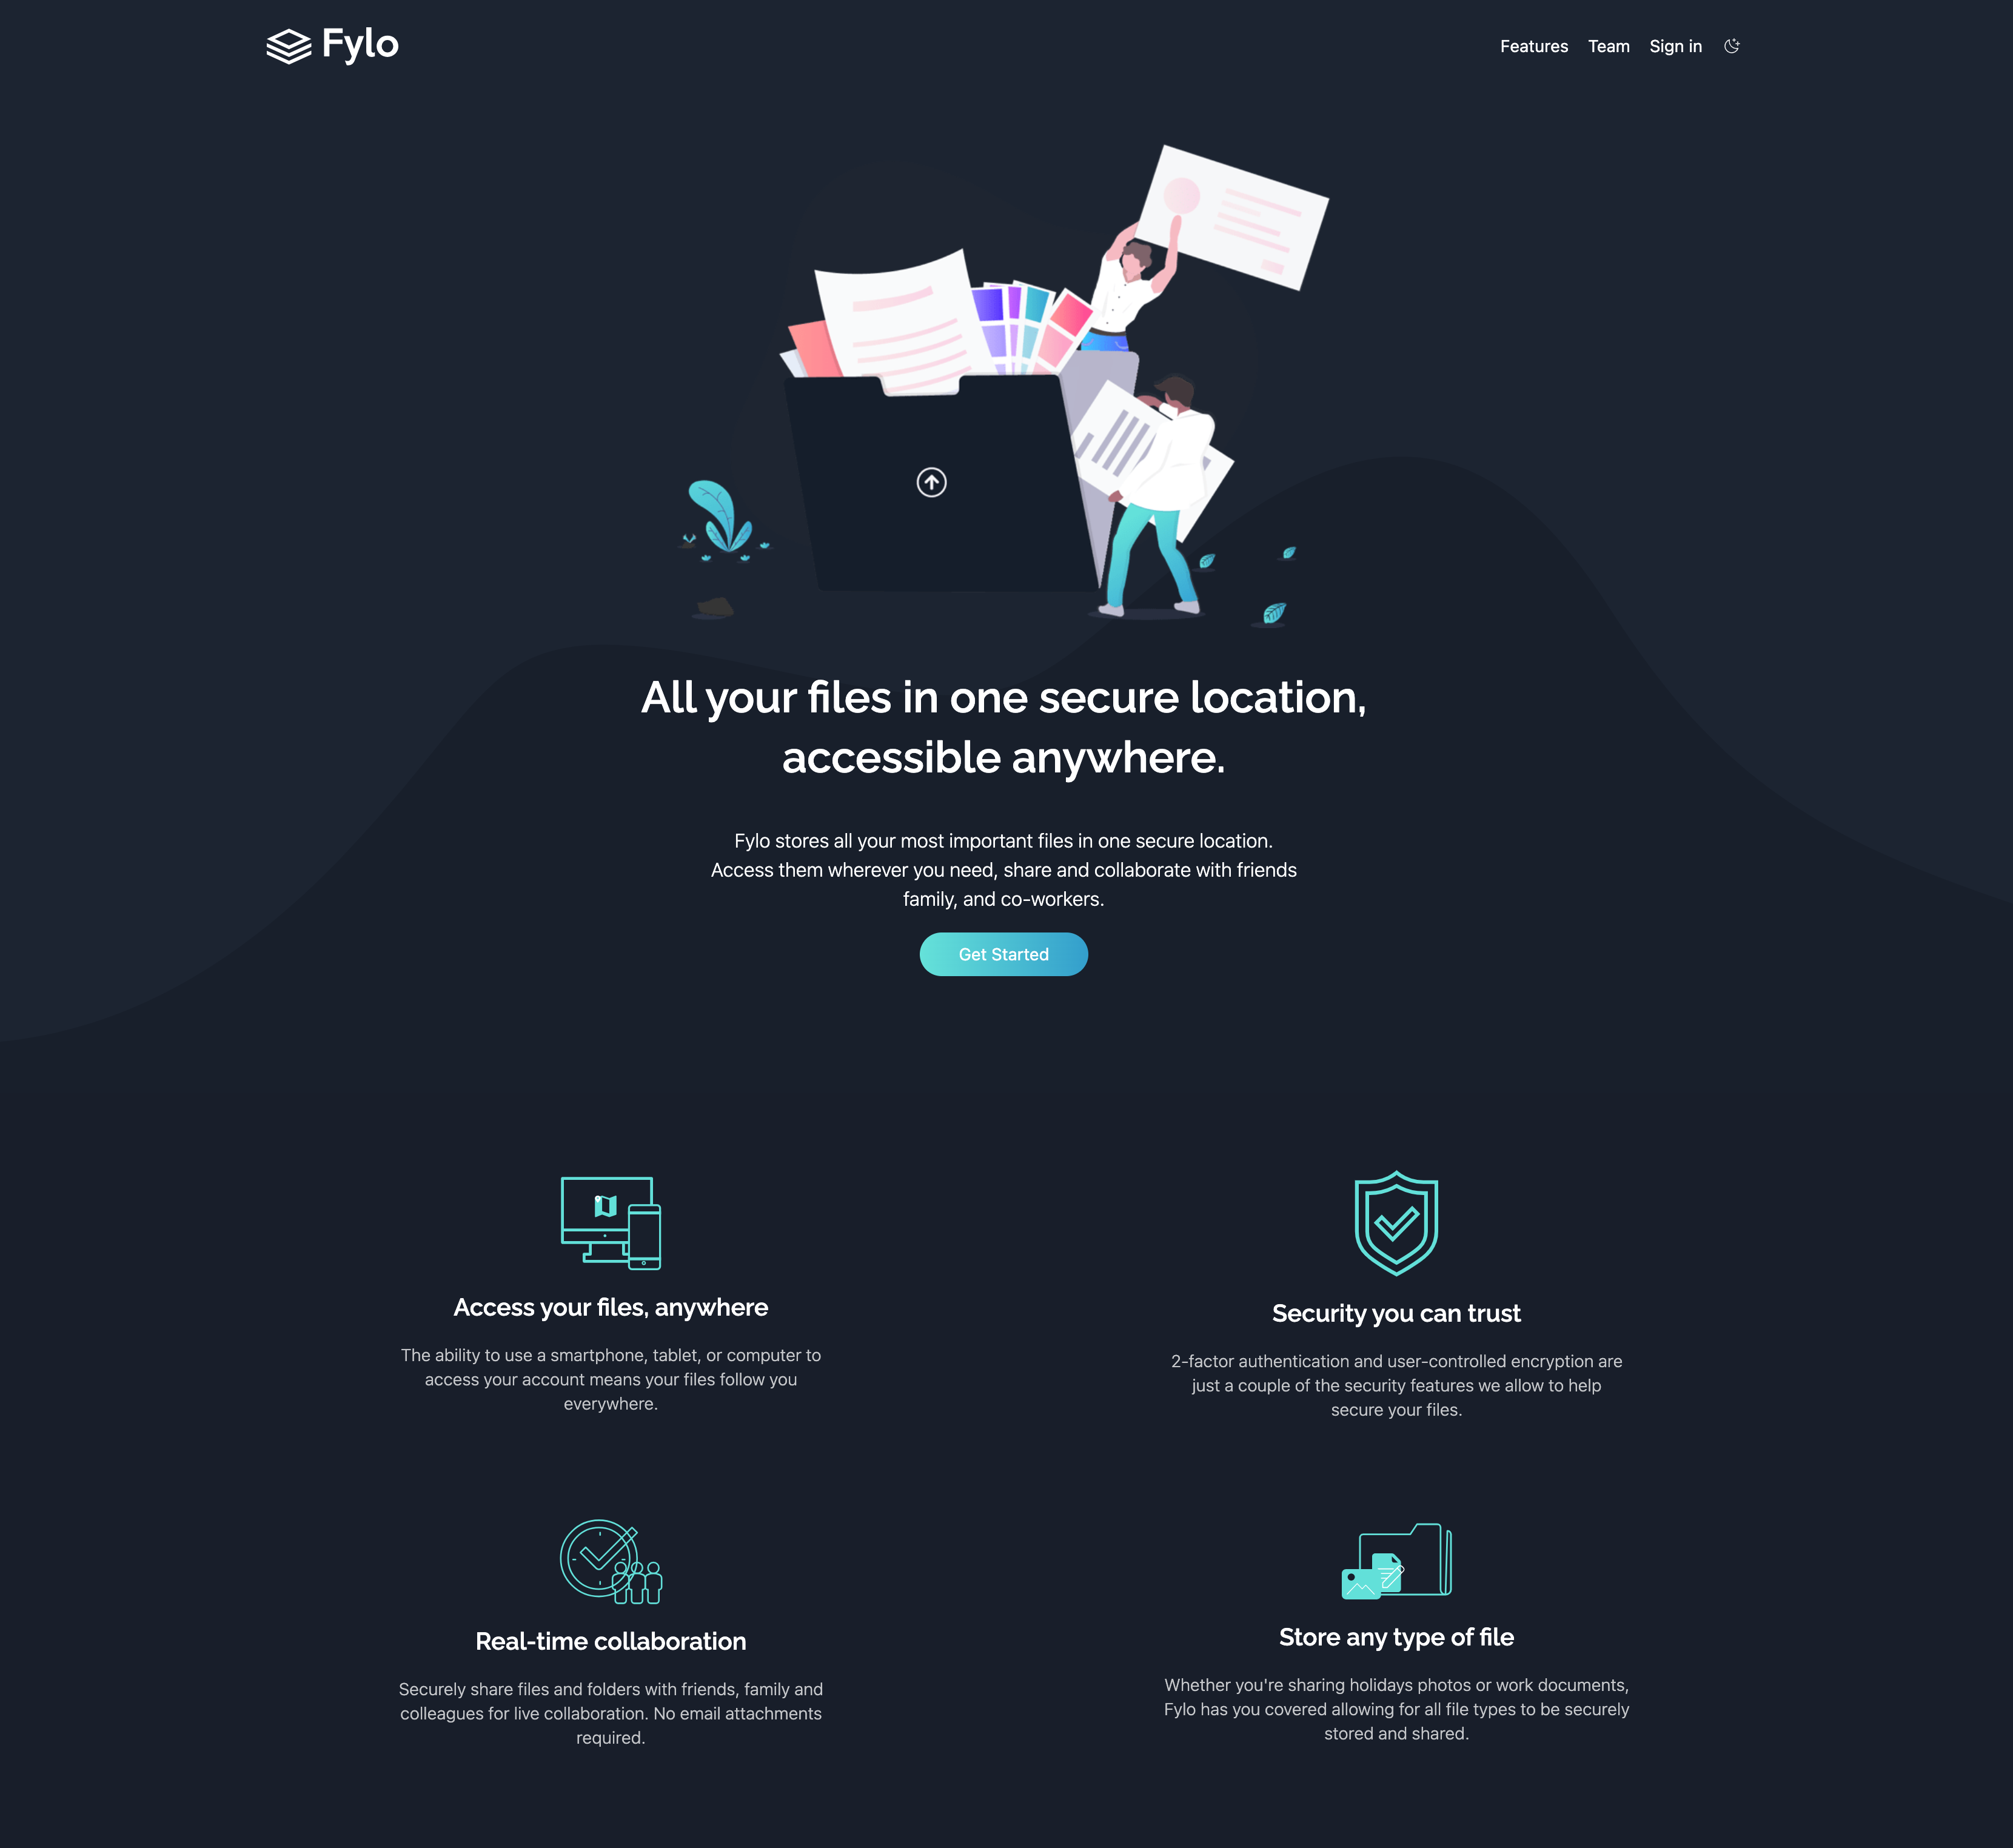 Fylo
Features Team Sign in
All your files in one secure location,
accessible anywhere.
Fylo stores all your most important files in one secure location.
Access them wherever you need, share and collaborate with friends
family, and co-workers.
Get Started
Access your files, anywhere
The ability to use a smartphone, tablet, or computer to
access your account means your files follow you
everywhere.
Security you can trust
2-factor authentication and user-controlled encryption are
just a couple of the security features we allow to help
secure your files.
Real-time collaboration
Securely share files and folders with friends, family and
colleagues for live collaboration. No email attachments
required.
Store any type of file
Whether you're sharing holidays photos or work documents,
Fylo has you covered allowing for all file types to be securely
stored and shared.